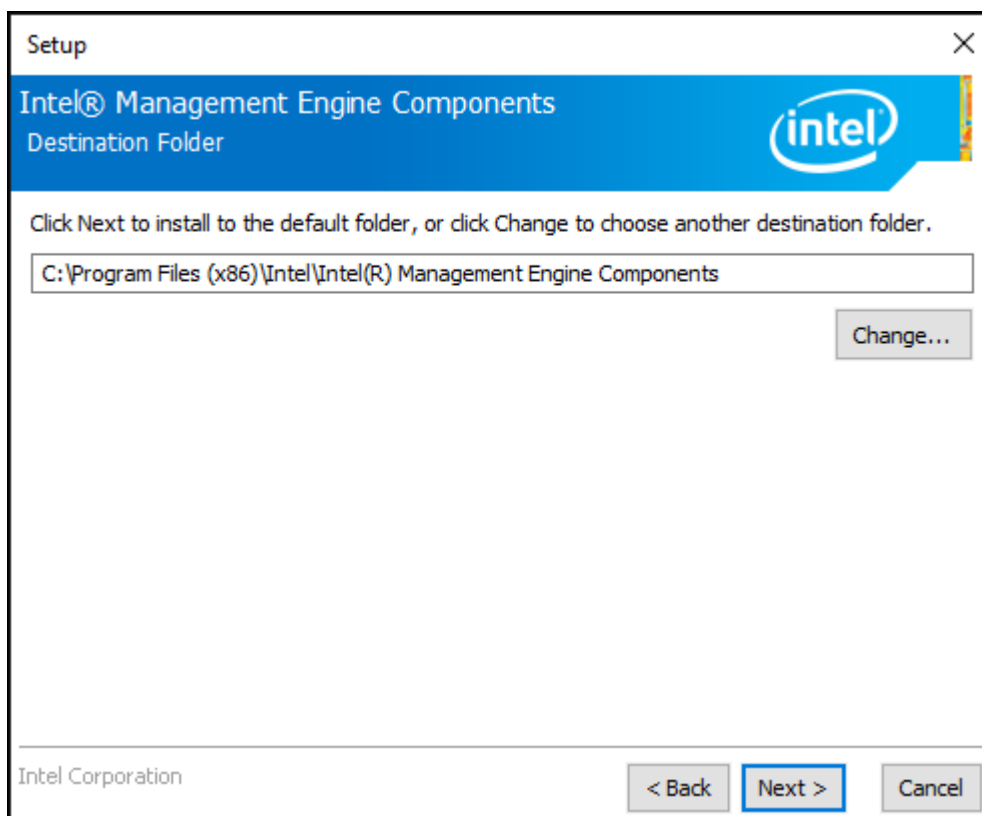 Setup
Intel® Management Engine Components
Destination Folder
intel
Click Next to install to the default folder, or click Change to choose another destination folder.
C:\Program Files (x86)\Intel\Intel(R) Management Engine Components
Change...
Intel Corporation
< Back
Next >
Cancel